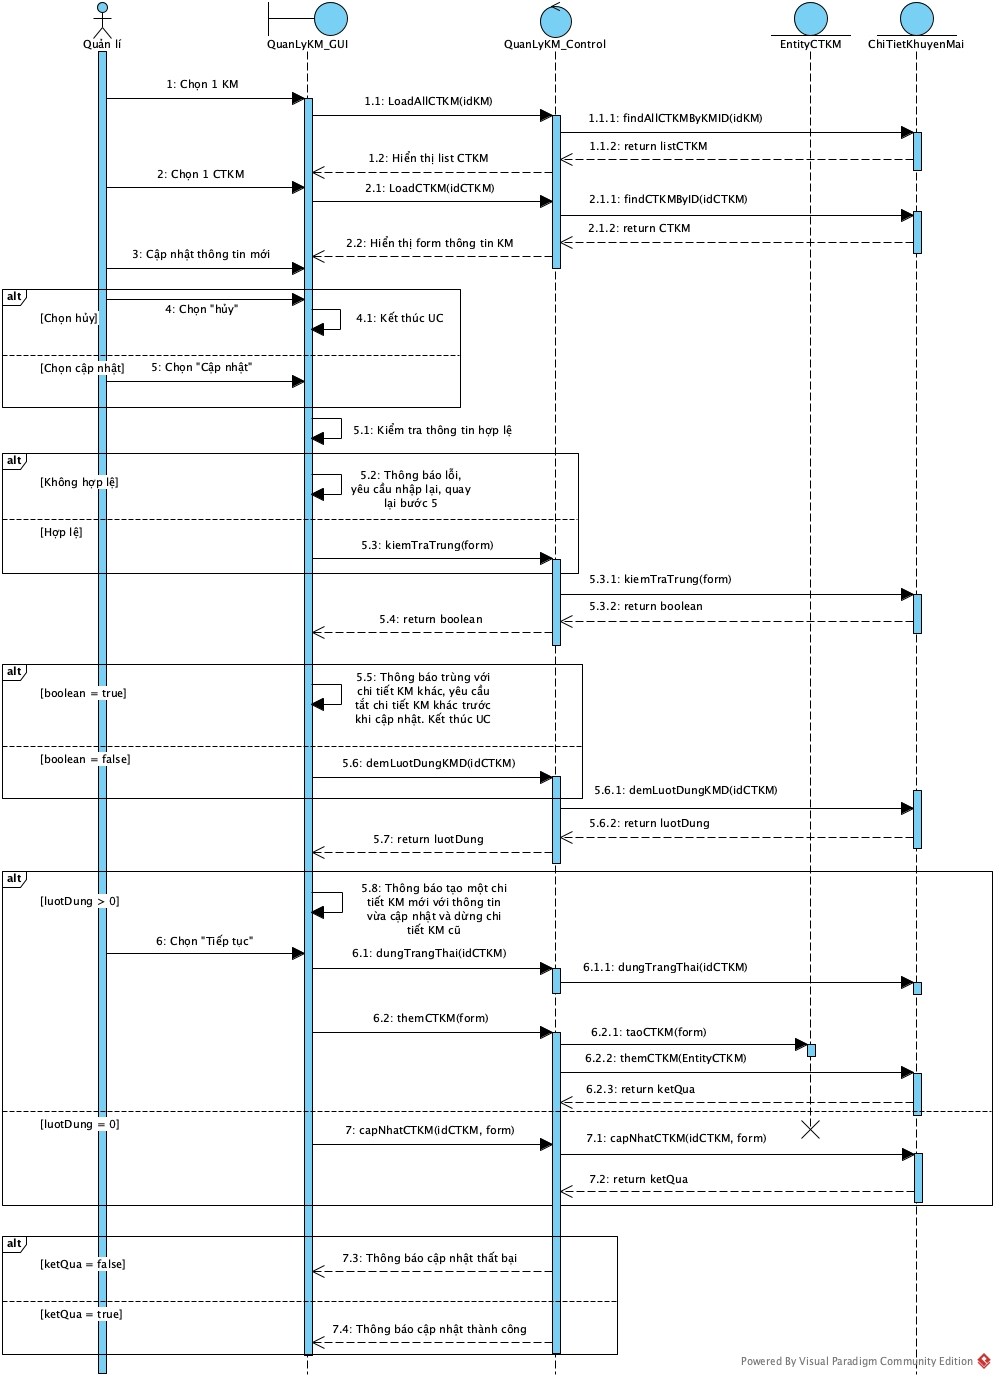 Quản lí
QuanLyKM_GUI
QuanLyKM_Control
EntityCTKM
ChiTietKhuyenMai
1: Chọn 1 KM
1.1: LoadAllCTKM(idKM)
1.1.1: findAllCTKMByKMID(idKM)
1.1.2: return listCTKM
1.2: Hiển thị list CTKM
2: Chọn 1 CTKM
2.1: LoadCTKM(idCTKM)
2.1.1: findCTKMByID(idCTKM)
2.1.2: return CTKM
2.2: Hiển thị form thông tin KM
3: Cập nhật thông tin mới
alt
4: Chọn "hủy"
[Chọn hủy]
4.1: Kết thúc UC
[Chọn cập nhật]
5: Chọn "Cập nhật"
5.1: Kiểm tra thông tin hợp lệ
alt
[Không hợp lệ]
5.2: Thông báo lỗi,
yêu cầu nhập lại, quay
lại bước 5
[Hợp lệ]
5.3: kiemTraTrung(form)
5.3.1: kiemTraTrung(form)
5.3.2: return boolean
5.4: return boolean
alt
[boolean = true]
5.5: Thông báo trùng với
chi tiết KM khác, yêu cầu
tắt chi tiết KM khác trước
khi cập nhật. Kết thúc UC
[boolean = false]
5.6: demLuotDungKMD(idCTKM)
5.6.1: demLuotDungKMD(idCTKM)
5.6.2: return luotDung
5.7: return luotDung
alt
[luotDung > 0]
5.8: Thông báo tạo một chi
tiết KM mới với thông tin
vừa cập nhật và dừng chi
tiết KM cũ
6: Chọn "Tiếp tục"
6.1: dungTrangThai(idCTKM)
6.1.1: dungTrangThai(idCTKM)
6.2: themCTKM(form)
6.2.1: taoCTKM(form)
6.2.2: themCTKM(EntityCTKM)
6.2.3: return ketQua
[luotDung = 0]
7: capNhatCTKM(idCTKM, form)
7.1: capNhatCTKM(idCTKM, form)
7.2: return ketQua
alt
[ketQua = false]
7.3: Thông báo cập nhật thất bại
[ketQua = true]
7.4: Thông báo cập nhật thành công
Powered By Visual Paradigm Community Edition